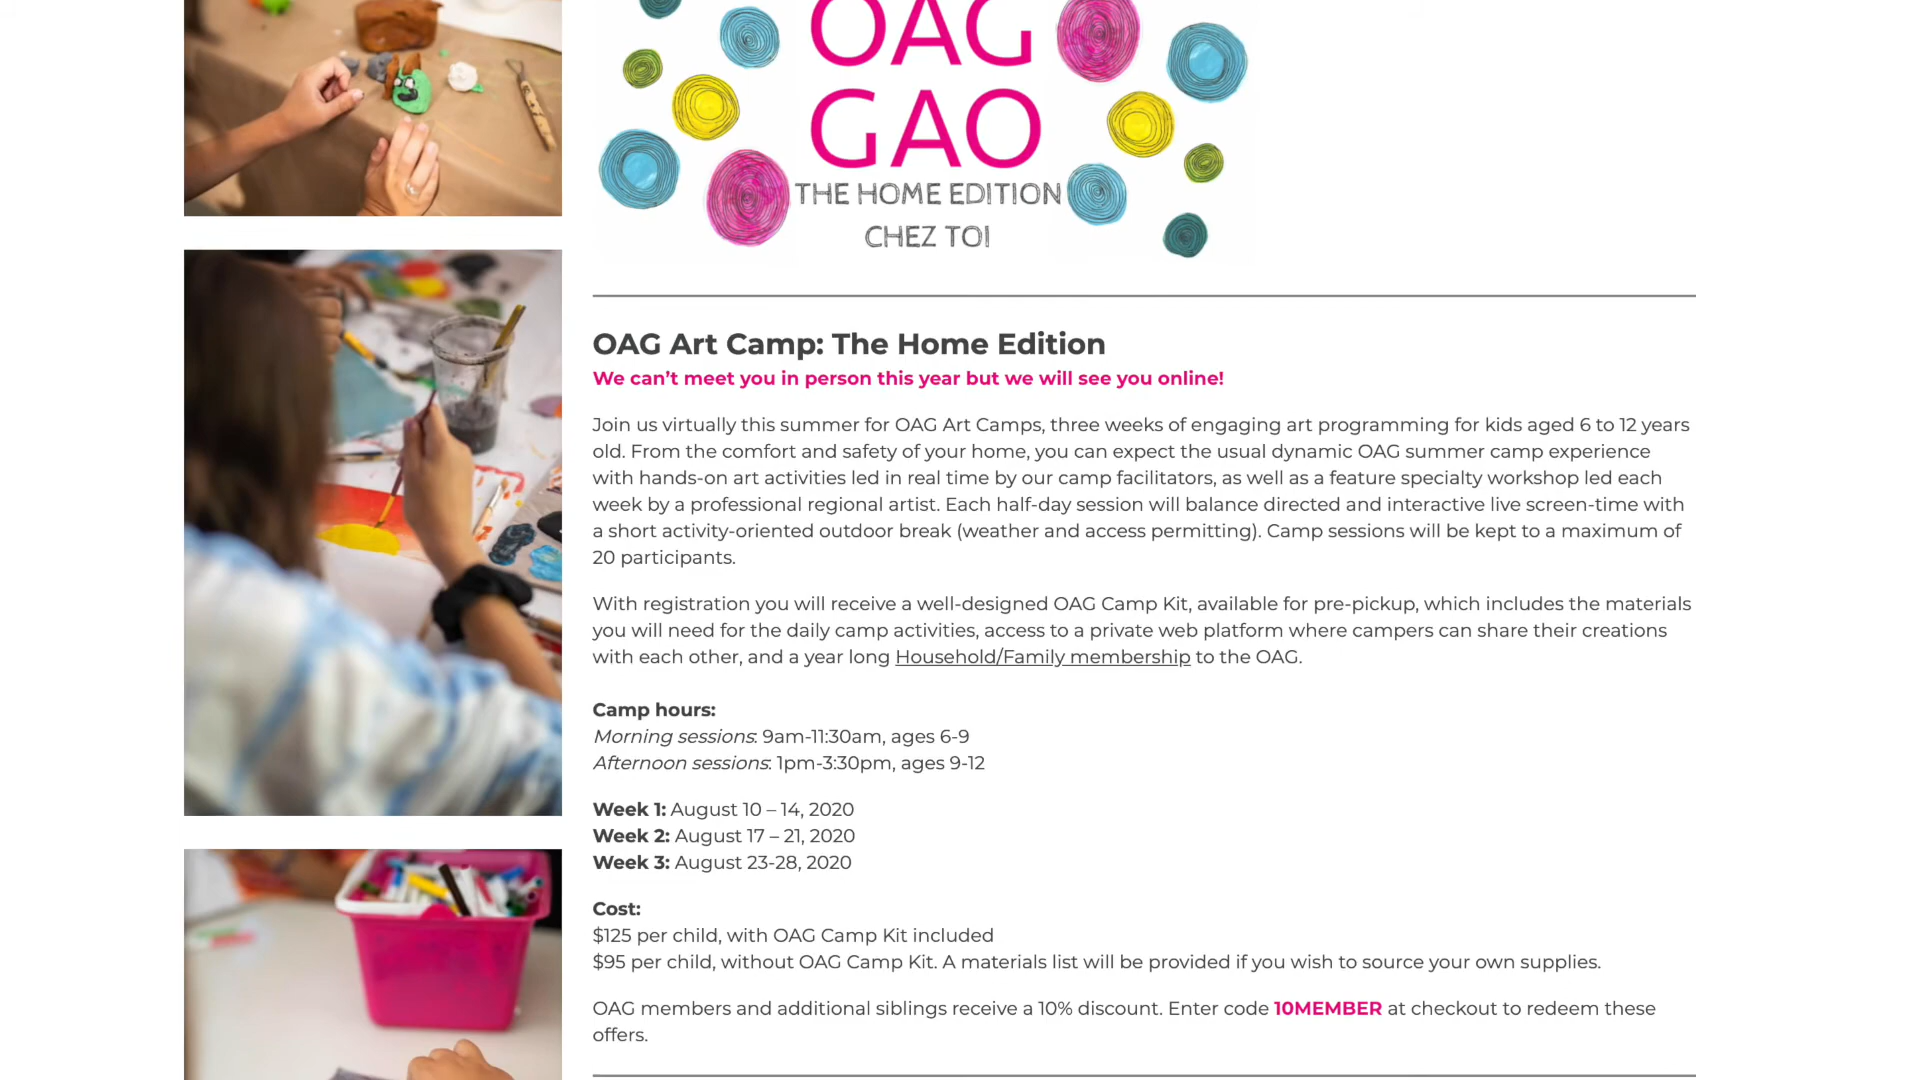 OAG
GAO
THE HOME EDITION
CHEZ TOI
OAG Art Camp: The Home Edition
We can’t meet you in person this year but we will see you online!
Join us virtually this summer for OAG Art Camps, three weeks of engaging art programming for kids aged 6 to 12 years
old. From the comfort and safety of your home, you can expect the usual dynamic OAG summer camp experience
with hands-on art activities led in real time by our camp facilitators, as well as a feature specialty workshop led each
week by a professional regional artist. Each half-day session will balance directed and interactive live screen-time with
a short activity-oriented outdoor break (weather and access permitting). Camp sessions will be kept to a maximum of
20 participants.
With registration you will receive a well-designed OAG Camp Kit, available for pre-pickup, which includes the materials
you will need for the daily camp activities, access to a private web platform where campers can share their creations
with each other, and a year long Household/Family membership to the OAG.
Camp hours:
Morning sessions: 9am-11:30am, ages 6-9
Afternoon sessions: 1pm-3:30pm, ages 9-12
Week 1: August 10 – 14, 2020
Week 2: August 17 – 21, 2020
Week 3: August 23-28, 2020
Cost:
$125 per child, with OAG Camp Kit included
$95 per child, without OAG Camp Kit. A materials list will be provided if you wish to source your own supplies.
OAG members and additional siblings receive a 10% discount. Enter code 10MEMBER at checkout to redeem these
offers.